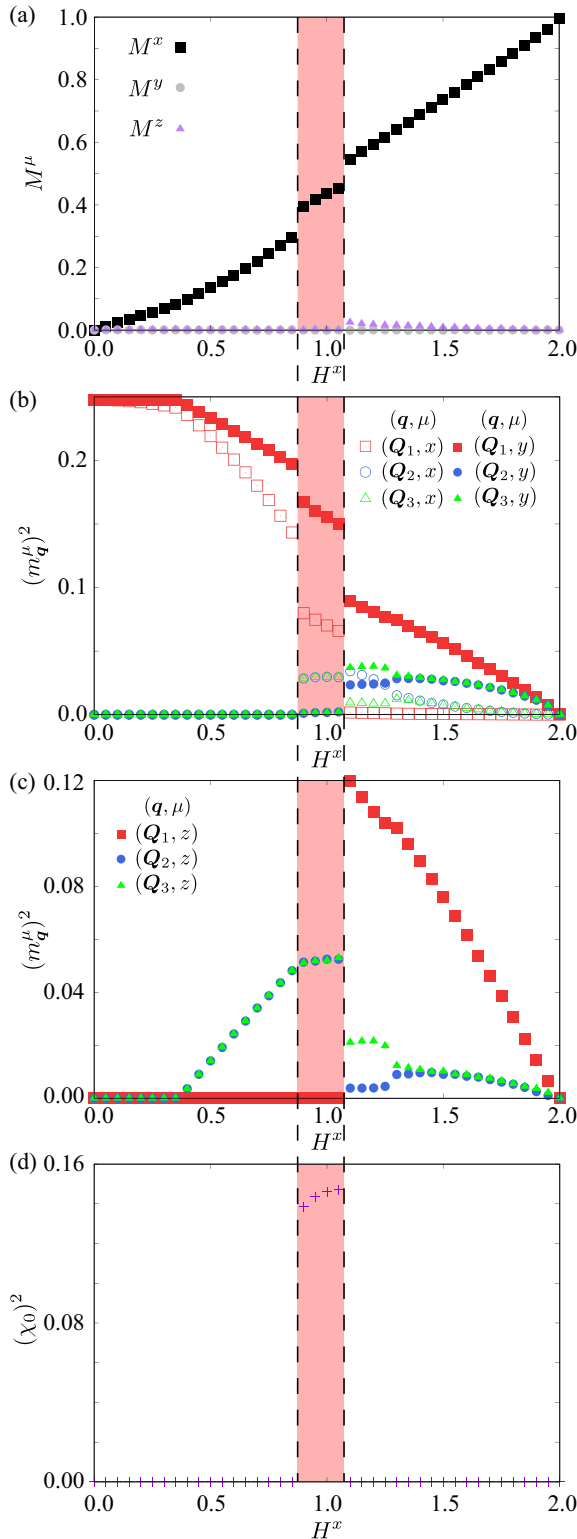 (a)
1.0
0.8
0.6
0.4
0.2
0.0
M^μ
M^x
M^y
M^z
0.0 0.5 1.0 1.5 2.0
H^x
(b)
0.2
0.1
0.0
(m_q^μ)^2
(q, μ) (q, μ)
(Q_1, x) (Q_1, y)
(Q_2, x) (Q_2, y)
(Q_3, x) (Q_3, y)
0.0 0.5 1.0 1.5 2.0
H^x
(c)
0.12
0.08
0.04
0.00
(m_q^μ)^2
(q, μ)
(Q_1, z)
(Q_2, z)
(Q_3, z)
0.0 0.5 1.0 1.5 2.0
H^x
(d)
0.16
0.08
0.00
(χ_0)^2
0.0 0.5 1.0 1.5 2.0
H^x